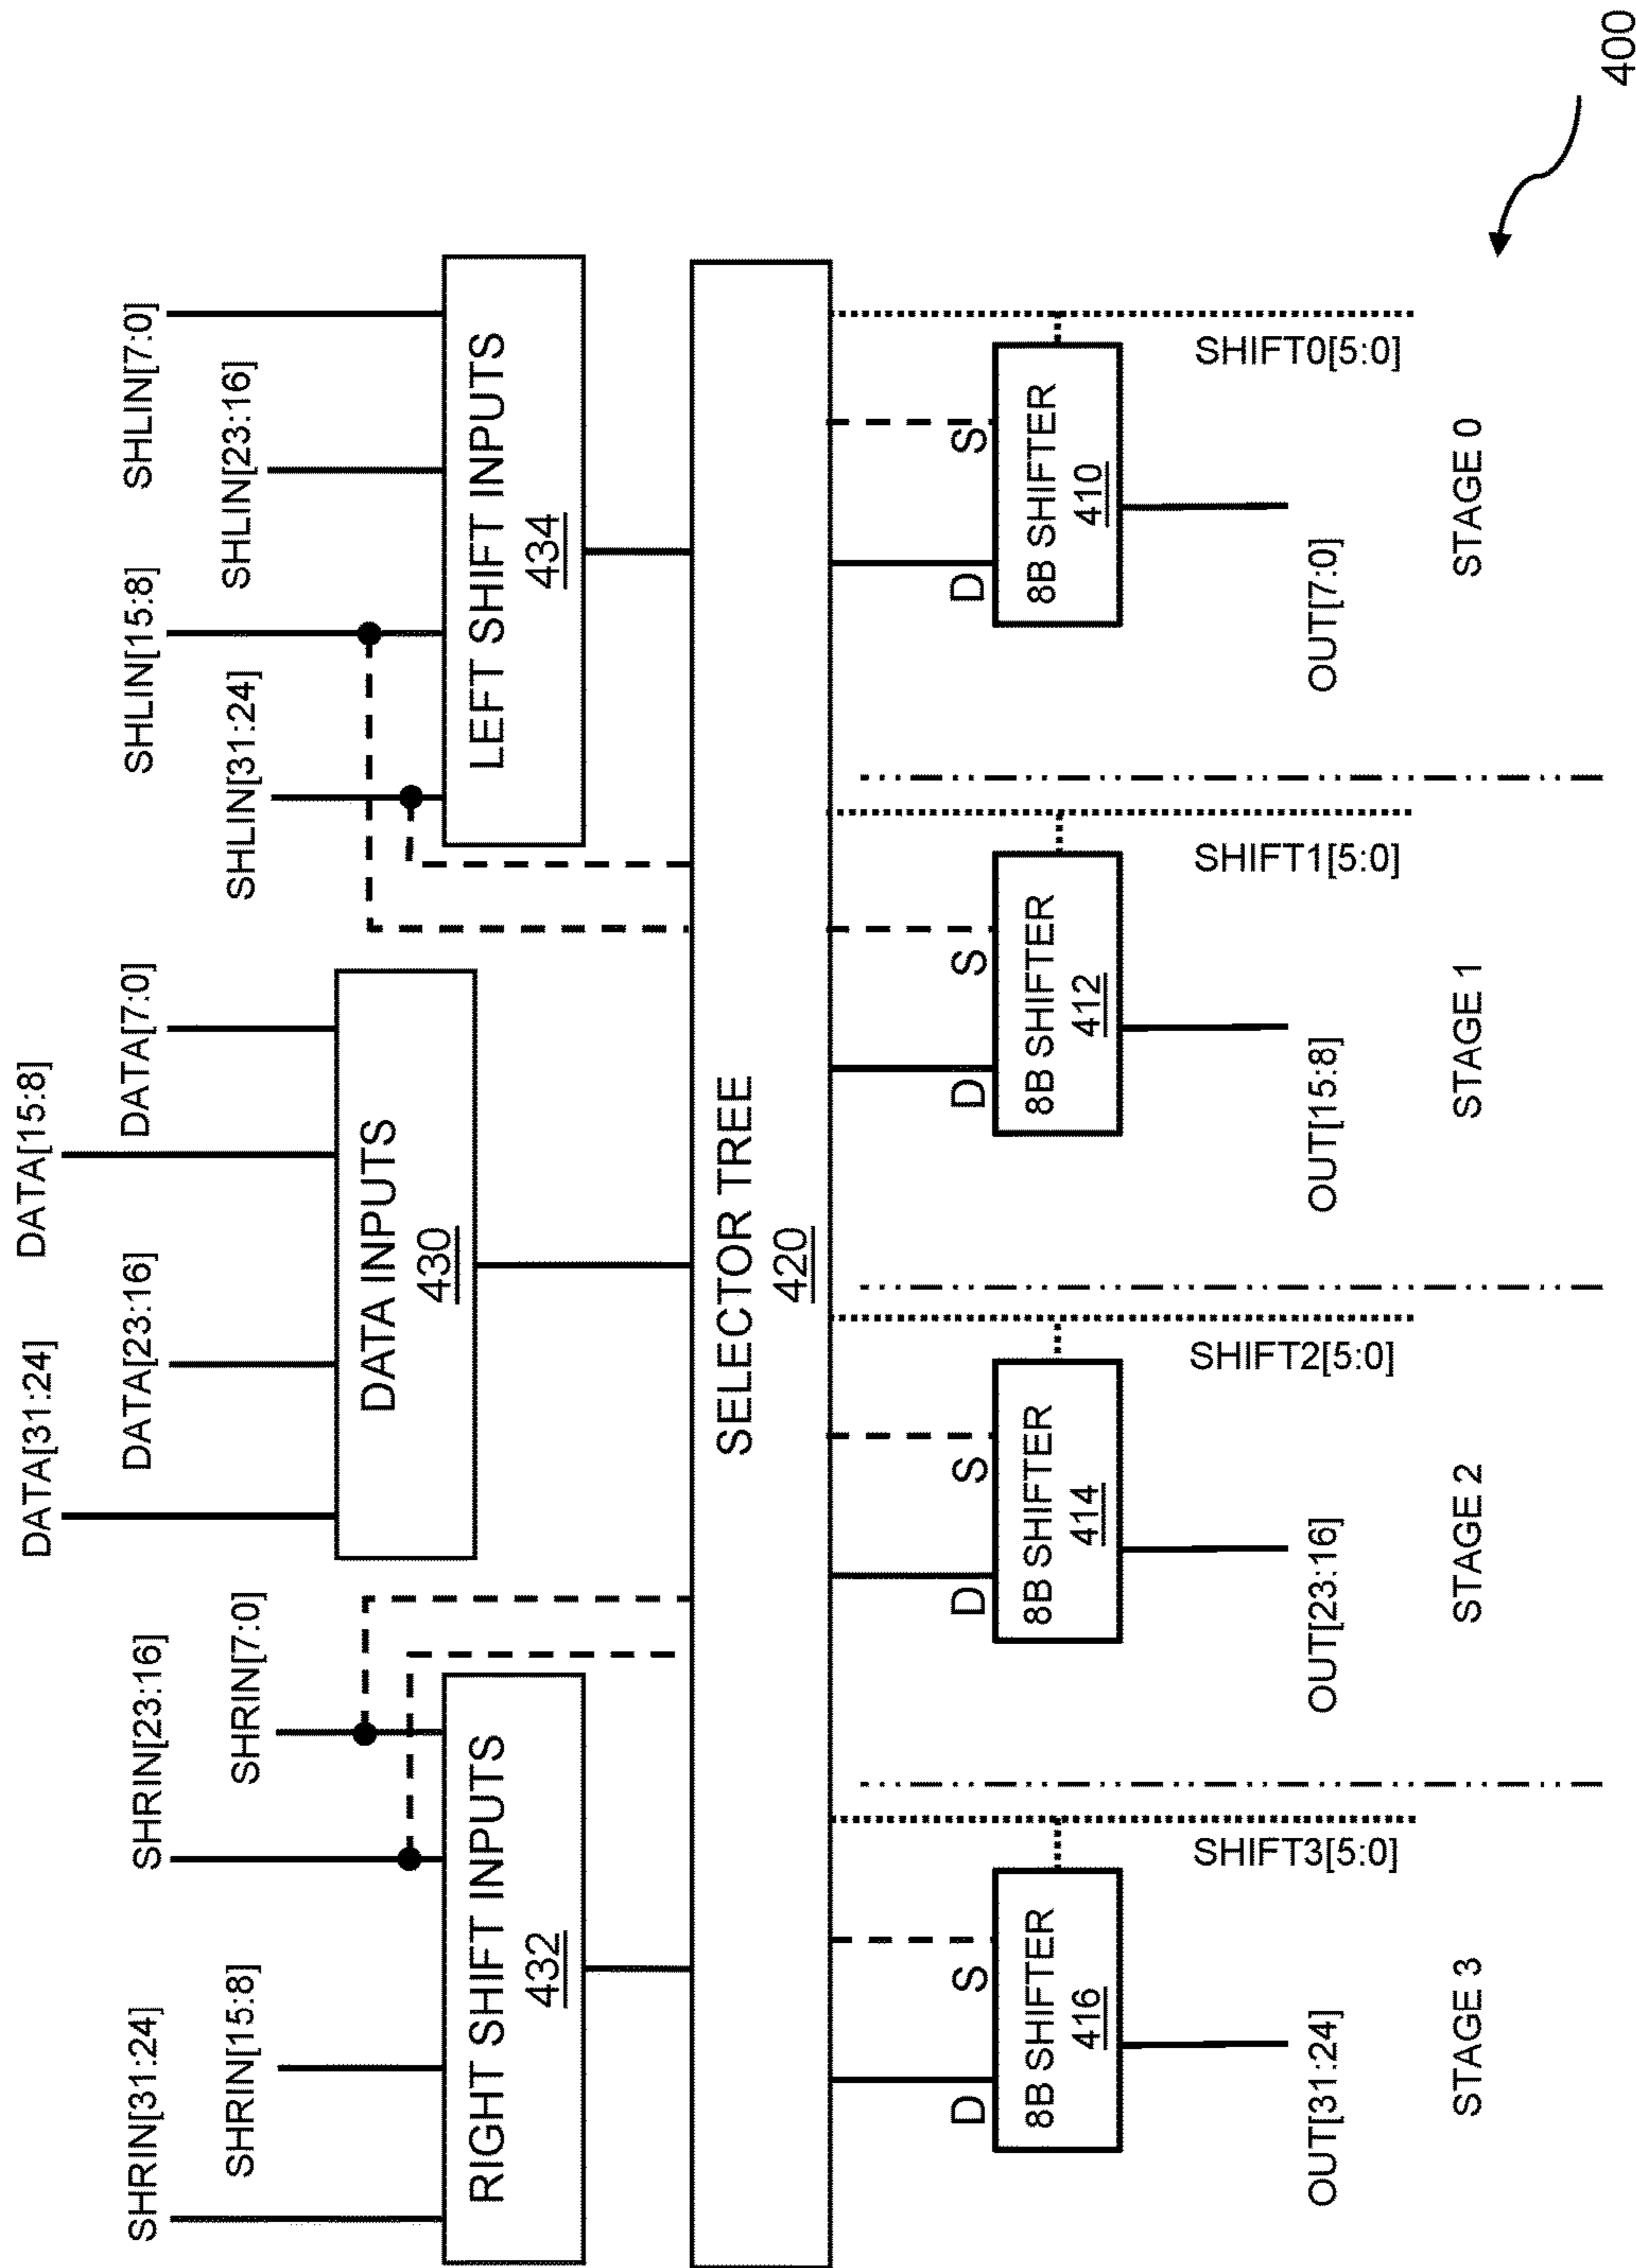 SHRIN[31:24]
SHRIN[15:8]
SHRIN[23:16]
SHRIN[7:0]
DATA[31:24]
DATA[23:16]
DATA[15:8]
DATA[7:0]
SHLIN[31:24]
SHLIN[15:8]
SHLIN[23:16]
SHLIN[7:0]
RIGHT SHIFT INPUTS
432
DATA INPUTS
430
LEFT SHIFT INPUTS
434
SELECTOR TREE
420
D
S
8B SHIFTER
416
SHIFT3[5:0]
OUT[31:24]
STAGE 3
D
S
8B SHIFTER
414
SHIFT2[5:0]
OUT[23:16]
STAGE 2
D
S
8B SHIFTER
412
SHIFT1[5:0]
OUT[15:8]
STAGE 1
D
S
8B SHIFTER
410
SHIFT0[5:0]
OUT[7:0]
STAGE 0
400